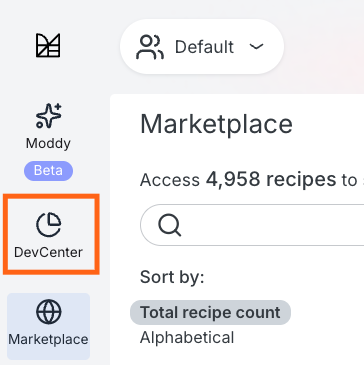 Default
Moddy
Beta
DevCenter
Marketplace
Marketplace
Access 4,958 recipes to
Sort by:
Total recipe count
Alphabetical